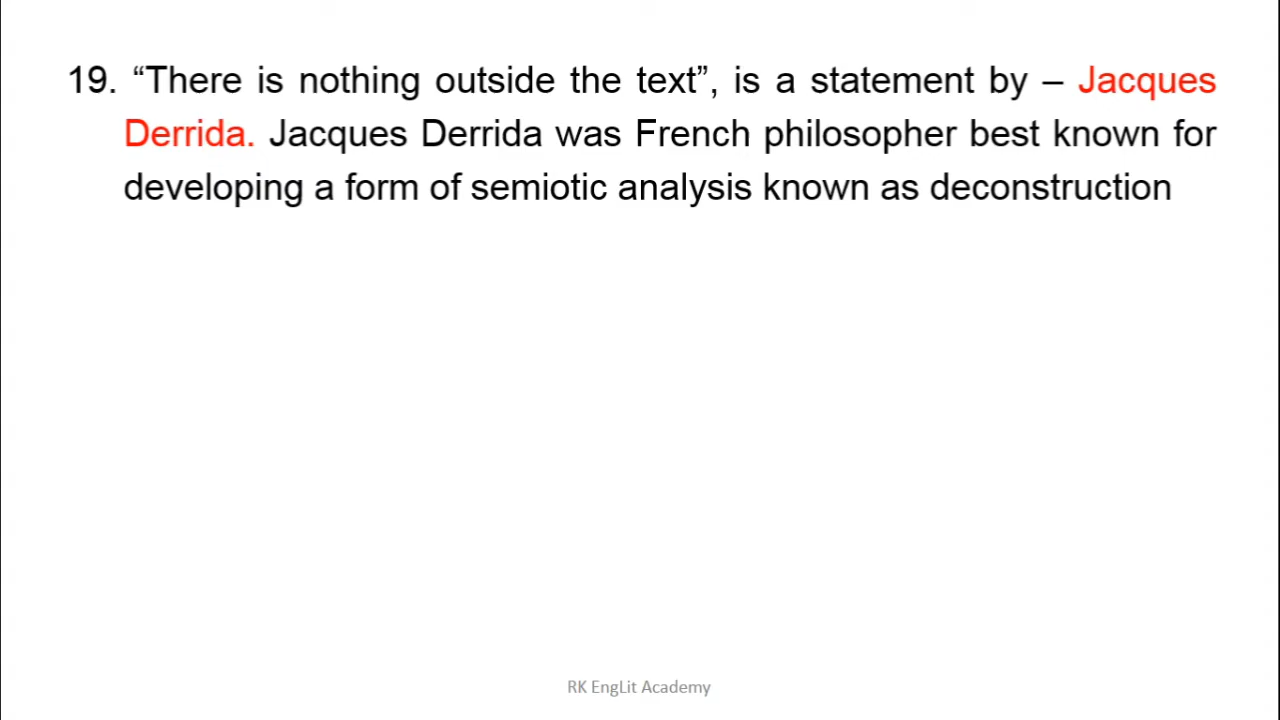 19. “There is nothing outside the text”, is a statement by – Jacques
Derrida. Jacques Derrida was French philosopher best known for
developing a form of semiotic analysis known as deconstruction
RK EngLit Academy